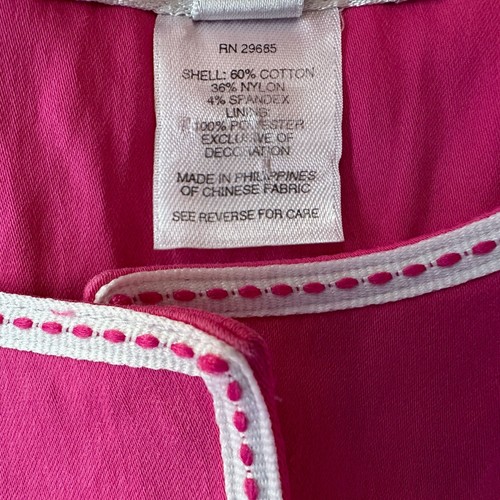 RN 29685
SHELL: 60% COTTON
36% NYLON
4% SPANDEX
LINING:
100% POLYESTER
EXCLUSIVE OF
DECORATION
MADE IN PHILIPPINES
OF CHINESE FABRIC
SEE REVERSE FOR CARE